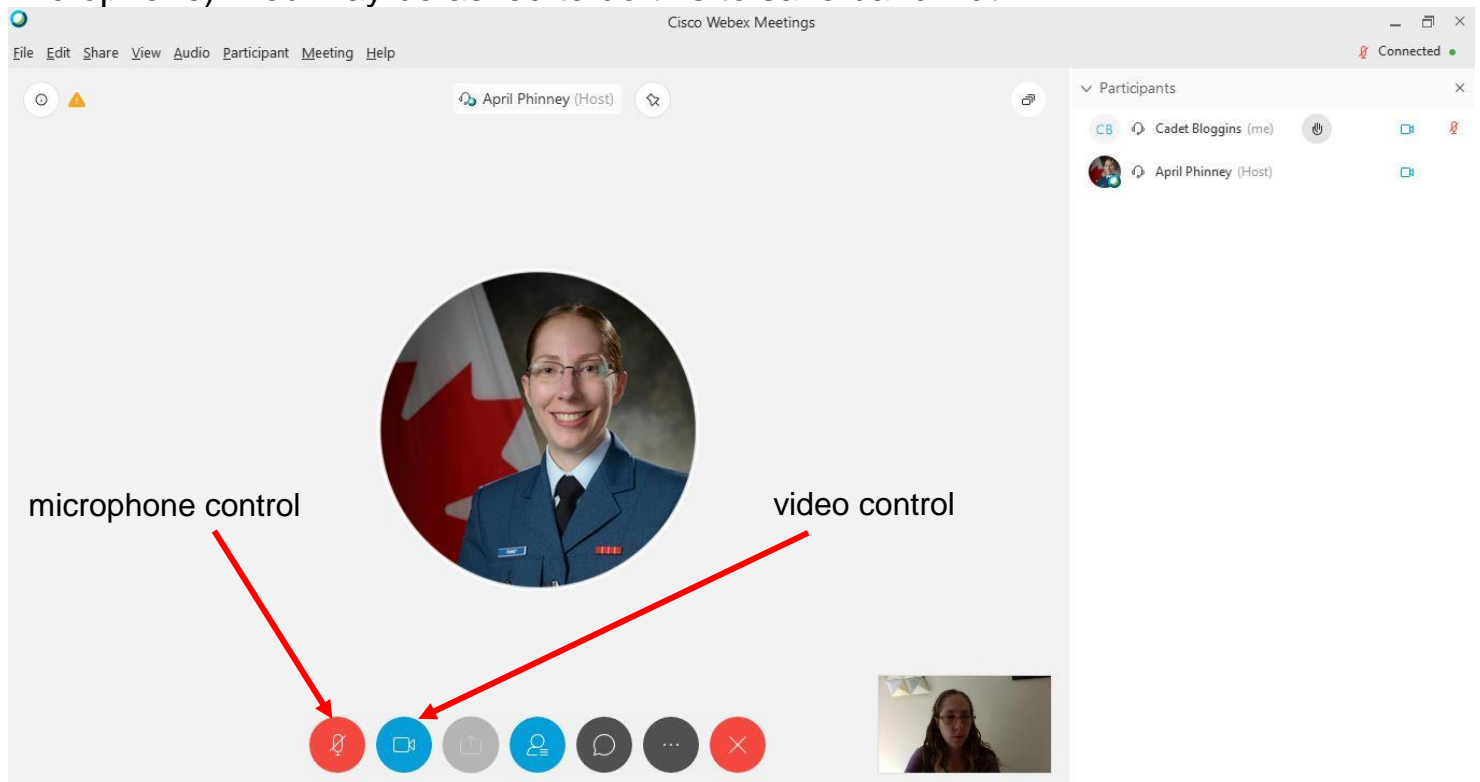 Cisco Webex Meetings
File Edit Share View Audio Participant Meeting Help
Connected
April Phinney (Host)
Participants
CB Cadet Bloggins (me)
April Phinney (Host)
microphone control
video control